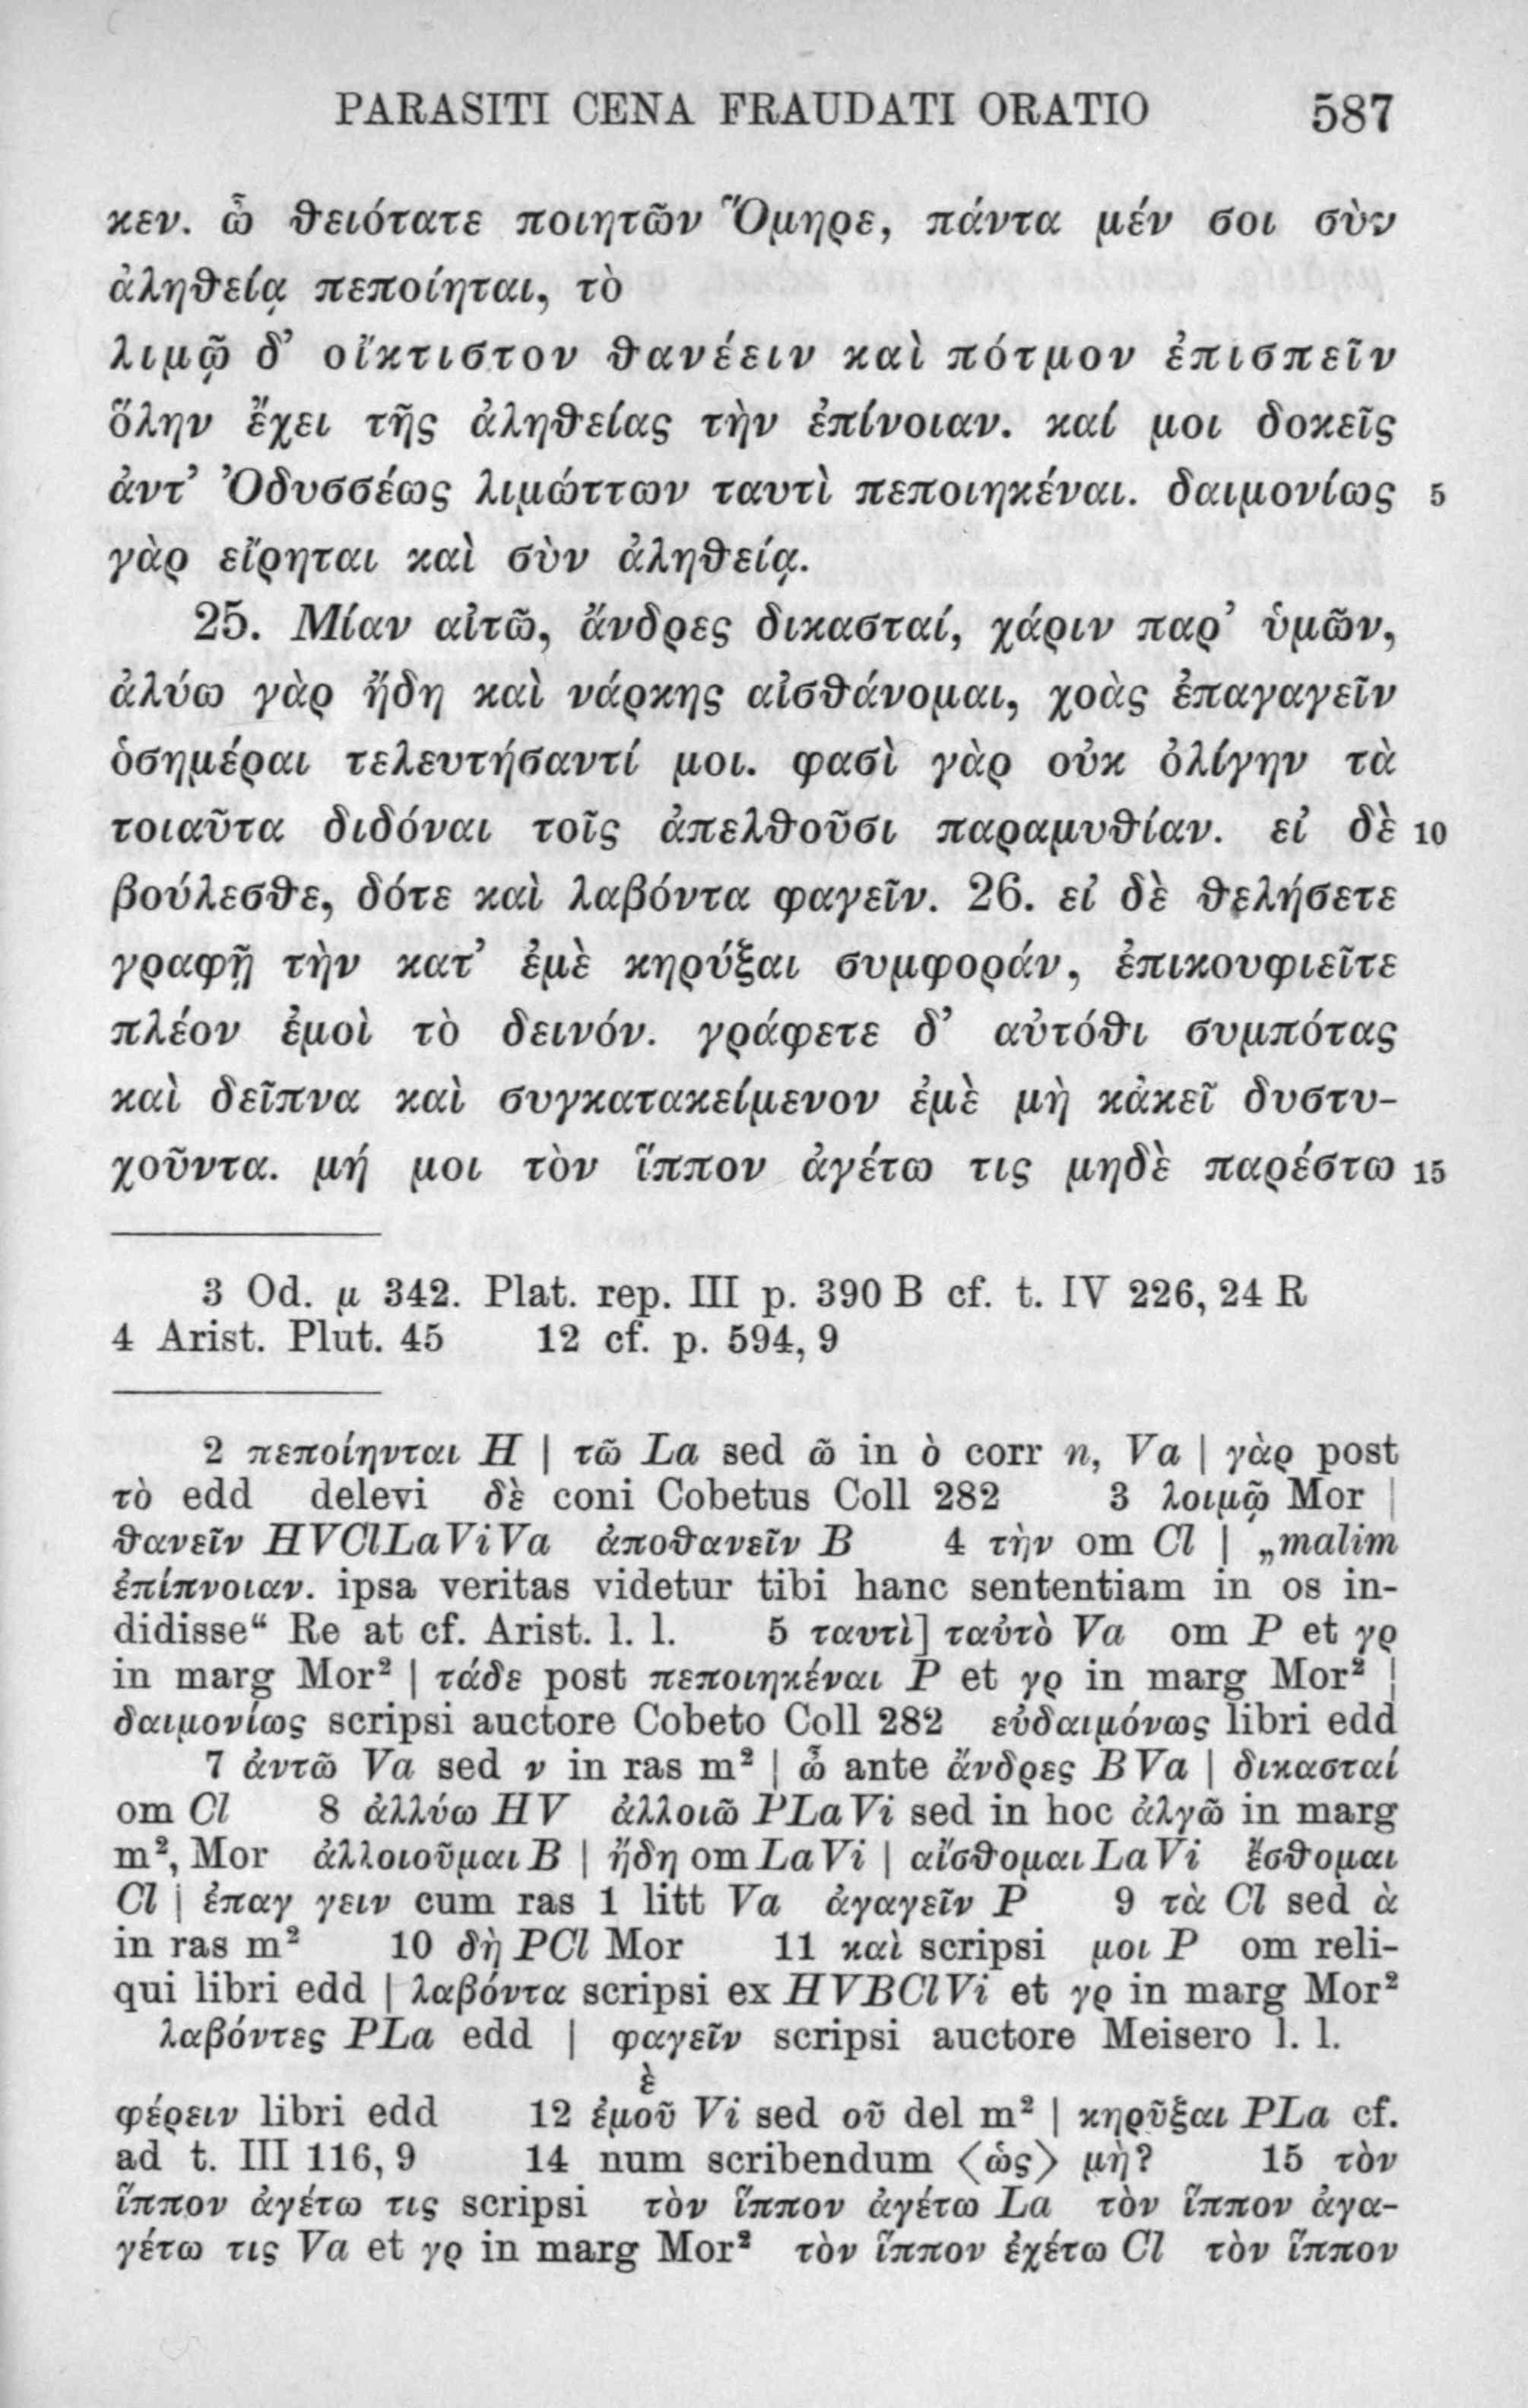 PARASITI CENA FRAUDATI ORATIO 587
κεν. ὦ θειότατε ποιητῶν Ὅμηρε, πάντα μέν σοι σὺν
ἀληθείᾳ πεποίηται, τὸ
λιμῷ δ’ οἴκτιστον θανέειν καὶ πότμον ἐπισπεῖν
ὅλην ἔχει τῆς ἀληθείας τὴν ἐπίνοιαν. καί μοι δοκεῖς
ἀντ’ Ὀδυσσέως λιμώττων ταυτὶ πεποιηκέναι. δαιμονίως 5
γὰρ εἴρηται καὶ σὺν ἀληθείᾳ.
25. Μίαν αἰτῶ, ἄνδρες δικασταί, χάριν παρ’ ὑμῶν,
ἀλύω γὰρ ἤδη καὶ νάρκης αἰσθάνομαι, χοὰς ἐπαγαγεῖν
ὁσημέραι τελευτήσαντί μοι. φασὶ γὰρ οὐκ ὀλίγην τὰ
τοιαῦτα διδόναι τοῖς ἀπελθοῦσι παραμυθίαν. εἰ δὲ 10
βούλεσθε, δότε καὶ λαβόντα φαγεῖν. 26. εἰ δὲ θελήσετε
γραφῇ τὴν κατ’ ἐμὲ κηρύξαι συμφοράν, ἐπικουφιεῖτε
πλέον ἐμοὶ τὸ δεινόν. γράφετε δ’ αὐτόθι συμπότας
καὶ δεῖπνα καὶ συγκατακείμενον ἐμὲ μὴ κἀκεῖ δυστυ-
χοῦντα. μή μοι τὸν ἵππον ἀγέτω τις μηδὲ παρέστω 15
3 Od. μ 342. Plat. rep. III p. 390 B cf. t. IV 226, 24 R
4 Arist. Plut. 45 12 cf. p. 594, 9
2 πεποίηνται H | τῶ La sed ῶ in ὸ corr n, Va | γὰρ post
τὸ edd delevi δὲ coni Cobetus Coll 282 3 λοιμῷ Mor |
θανεῖν HVClLaViVa ἀποθανεῖν B 4 τὴν om Cl | „malim
ἐπίπνοιαν. ipsa veritas videtur tibi hanc sententiam in os in-
didisse“ Re at cf. Arist. l. l. 5 ταυτὶ] ταὐτὸ Va om P et γρ
in marg Mor² | τάδε post πεποιηκέναι P et γρ in marg Mor² |
δαιμονίως scripsi auctore Cobeto Coll 282 εὐδαιμόνως libri edd
7 ἀντῶ Va sed ν in ras m² | ὦ ante ἄνδρες BVa | δικασταί
om Cl 8 ἀλλύω HV ἀλλοιῶ PLaVi sed in hoc ἀλγῶ in marg
m², Mor ἀλλοιοῦμαι B | ἤδη om LaVi | αἴσθομαι LaVi ἔσθομαι
Cl | ἐπαγ γειν cum ras 1 litt Va ἀγαγεῖν P 9 τὰ Cl sed ὰ
in ras m² 10 δὴ PCl Mor 11 καὶ scripsi μοι P om reli-
qui libri edd | λαβόντα scripsi ex HVBClVi et γρ in marg Mor²
λαβόντες PLa edd | φαγεῖν scripsi auctore Meisero l. l.
ὲ
φέρειν libri edd 12 ἐμοῦ Vi sed οῦ del m² | κηρῦξαι PLa cf.
ad t. III 116, 9 14 num scribendum ⟨ὡς⟩ μὴ? 15 τὸν
ἵππον ἀγέτω τις scripsi τὸν ἵππον ἀγέτω La τὸν ἵππον ἀγα-
γέτω τις Va et γρ in marg Mor² τὸν ἵππον ἐχέτω Cl τὸν ἵππον